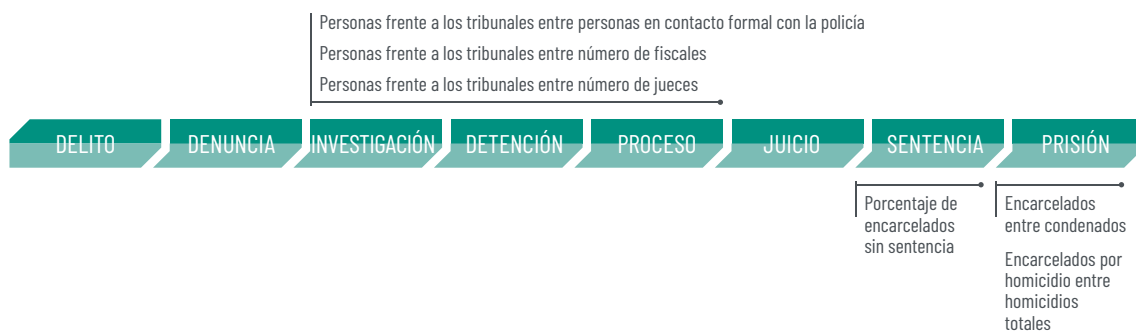 Personas frente a los tribunales entre personas en contacto formal con la policía
Personas frente a los tribunales entre número de fiscales
Personas frente a los tribunales entre número de jueces
DELITO
DENUNCIA
INVESTIGACIÓN
DETENCIÓN
PROCESO
JUICIO
SENTENCIA
PRISIÓN
Porcentaje de
encarcelados
sin sentencia
Encarcelados
entre condenados
Encarcelados por
homicidio entre
homicidios
totales